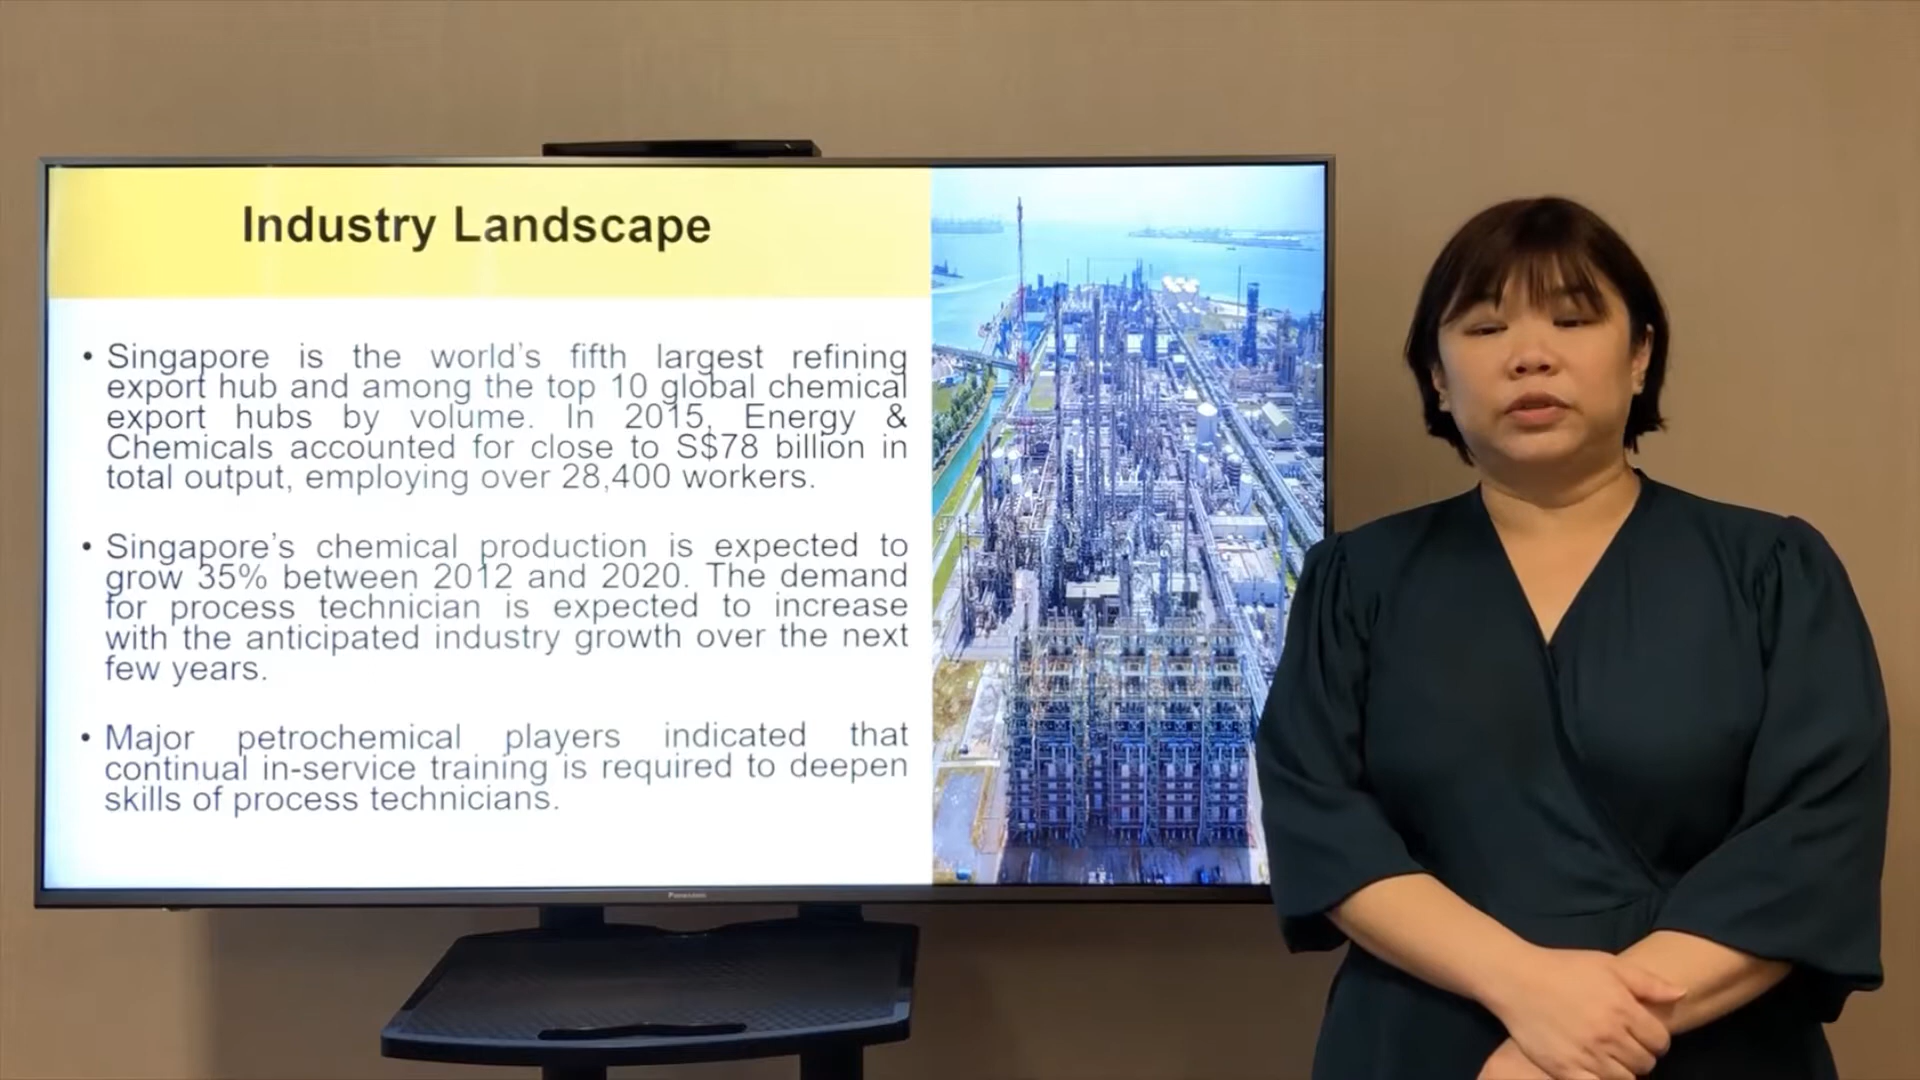 Industry Landscape
• Singapore is the world's fifth largest refining
export hub and among the top 10 global chemical
export hubs by volume. In 2015, Energy &
Chemicals accounted for close to S$78 billion in
total output, employing over 28,400 workers.
• Singapore's chemical production is expected to
grow 35% between 2012 and 2020. The demand
for process technician is expected to increase
with the anticipated industry growth over the next
few years.
• Major petrochemical players indicated that
continual in-service training is required to deepen
skills of process technicians.
Panasonic